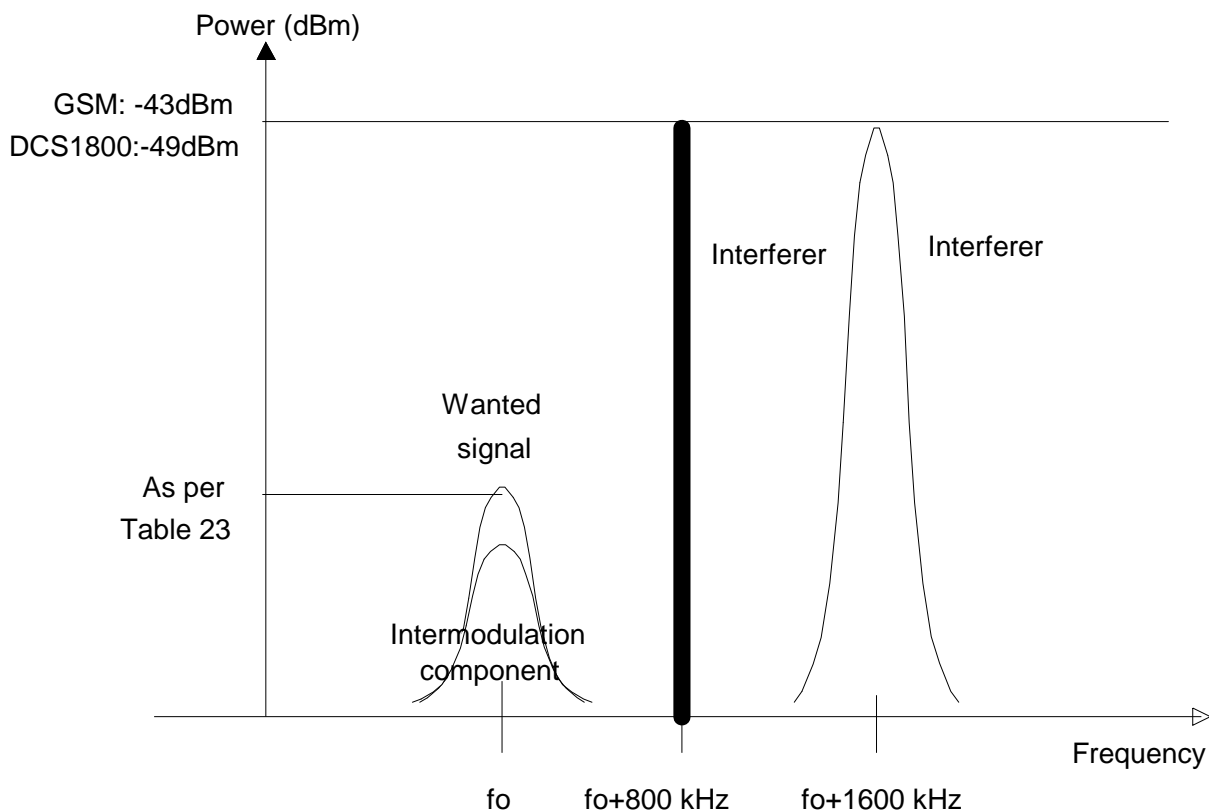 Power (dBm)
GSM: -43dBm
DCS1800:-49dBm
Interferer
Interferer
Wanted
signal
As per
Table 23
Intermodulation
component
Frequency
fo
fo+800 kHz
fo+1600 kHz